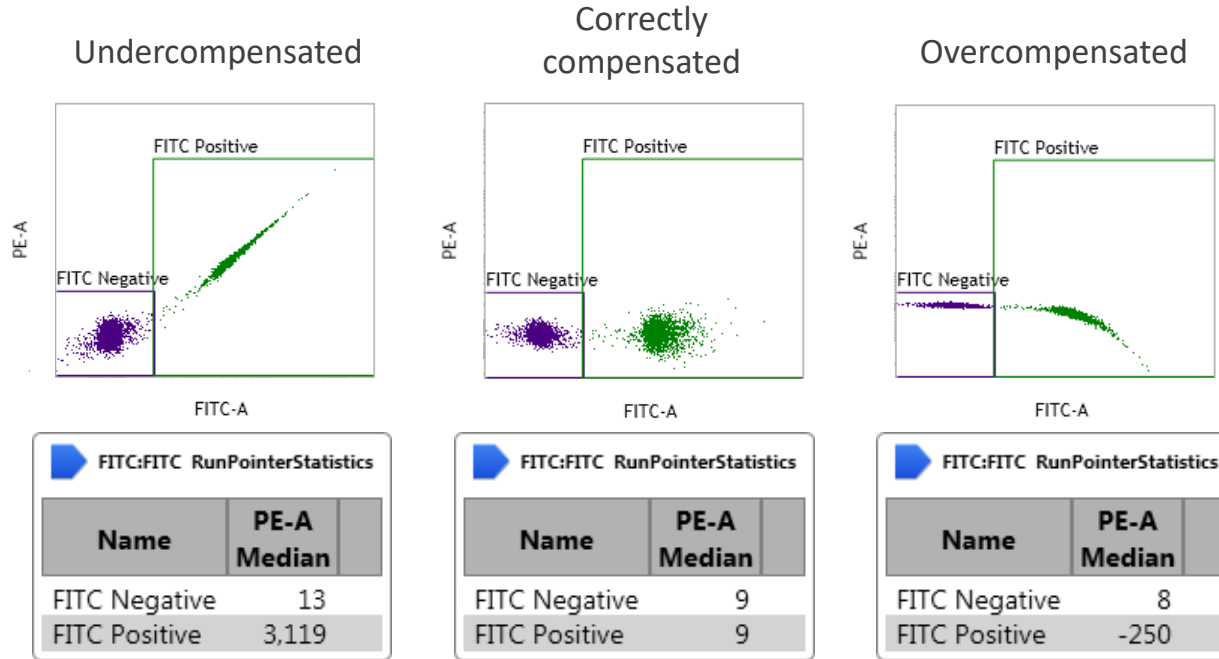 Undercompensated
Correctly
compensated
Overcompensated
FITC Positive
FITC Negative
PE-A
FITC-A
FITC Positive
FITC Negative
PE-A
FITC-A
FITC Positive
FITC Negative
PE-A
FITC-A
FITC:FITC RunPointerStatistics
Name PE-A
Median
FITC Negative 13
FITC Positive 3,119
FITC:FITC RunPointerStatistics
Name PE-A
Median
FITC Negative 9
FITC Positive 9
FITC:FITC RunPointerStatistics
Name PE-A
Median
FITC Negative 8
FITC Positive -250